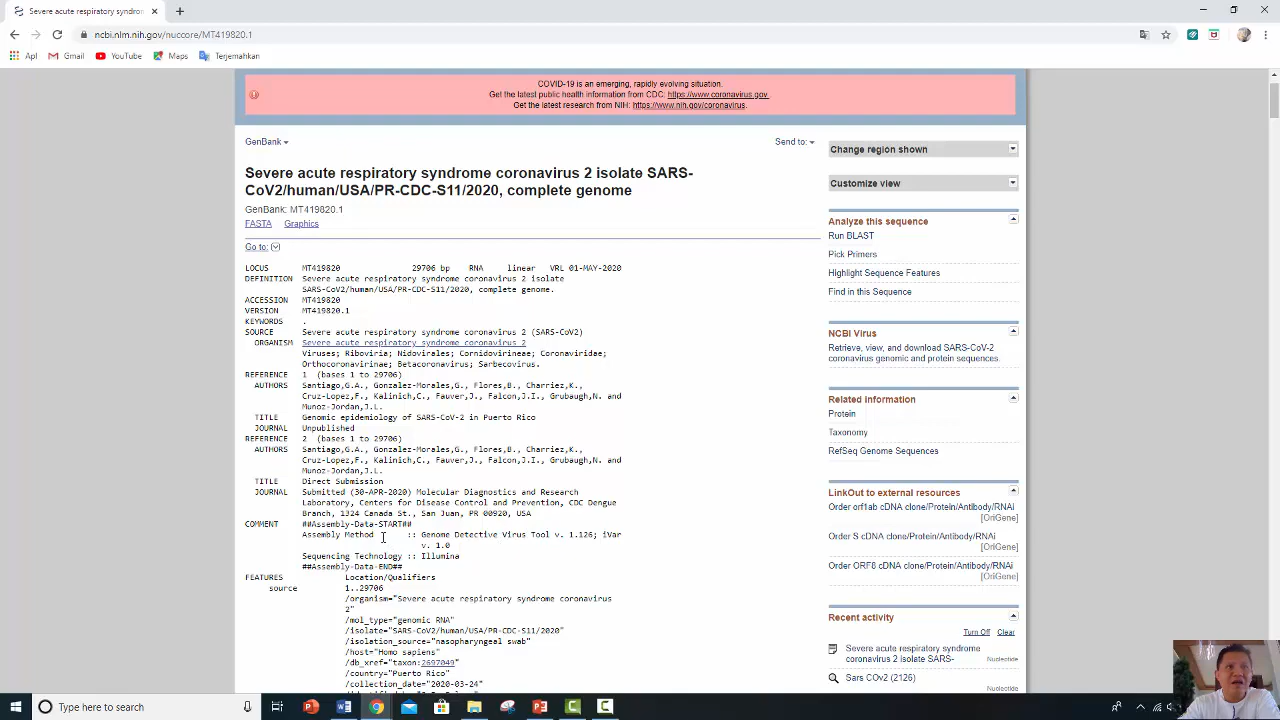 Severe acute respiratory syndrom
ncbi.nlm.nih.gov/nuccore/MT419820.1
Apl
Gmail
YouTube
Maps
Terjemahkan
COVID-19 is an emerging, rapidly evolving situation.
Get the latest public health information from CDC: https://www.coronavirus.gov.
Get the latest research from NIH: https://www.nih.gov/coronavirus.
GenBank
Send to:
Severe acute respiratory syndrome coronavirus 2 isolate SARS-
CoV2/human/USA/PR-CDC-S11/2020, complete genome
GenBank: MT419820.1
FASTA Graphics
Go to:
LOCUS MT419820 29706 bp RNA linear VRL 01-MAY-2020
DEFINITION Severe acute respiratory syndrome coronavirus 2 isolate
SARS-CoV2/human/USA/PR-CDC-S11/2020, complete genome.
ACCESSION MT419820
VERSION MT419820.1
KEYWORDS .
SOURCE Severe acute respiratory syndrome coronavirus 2 (SARS-CoV2)
ORGANISM Severe acute respiratory syndrome coronavirus 2
Viruses; Riboviria; Nidovirales; Cornidovirineae; Coronaviridae;
Orthocoronavirinae; Betacoronavirus; Sarbecovirus.
REFERENCE 1 (bases 1 to 29706)
AUTHORS Santiago,G.A., Gonzalez-Morales,G., Flores,B., Charriez,K.,
Cruz-Lopez,F., Kalinich,C., Fauver,J., Falcon,J.I., Grubaugh,N. and
Munoz-Jordan,J.L.
TITLE Genomic epidemiology of SARS-CoV-2 in Puerto Rico
JOURNAL Unpublished
REFERENCE 2 (bases 1 to 29706)
AUTHORS Santiago,G.A., Gonzalez-Morales,G., Flores,B., Charriez,K.,
Cruz-Lopez,F., Kalinich,C., Fauver,J., Falcon,J.I., Grubaugh,N. and
Munoz-Jordan,J.L.
TITLE Direct Submission
JOURNAL Submitted (30-APR-2020) Molecular Diagnostics and Research
Laboratory, Centers for Disease Control and Prevention, CDC Dengue
Branch, 1324 Canada St., San Juan, PR 00920, USA
COMMENT ##Assembly-Data-START##
Assembly Method :: Genome Detective Virus Tool v. 1.126; iVar
v. 1.0
Sequencing Technology :: Illumina
##Assembly-Data-END##
FEATURES Location/Qualifiers
source 1..29706
/organism="Severe acute respiratory syndrome coronavirus
2"
/mol_type="genomic RNA"
/isolate="SARS-CoV2/human/USA/PR-CDC-S11/2020"
/isolation_source="nasopharyngeal swab"
/host="Homo sapiens"
/db_xref="taxon:2697049"
/country="Puerto Rico"
/collection_date="2020-03-24"
Change region shown
Customize view
Analyze this sequence
Run BLAST
Pick Primers
Highlight Sequence Features
Find in this Sequence
NCBI Virus
Retrieve, view, and download SARS-CoV-2
coronavirus genomic and protein sequences.
Related information
Protein
Taxonomy
RefSeq Genome Sequences
LinkOut to external resources
Order orf1ab cDNA clone/Protein/Antibody/RNAi
[OriGene]
Order S cDNA clone/Protein/Antibody/RNAi
[OriGene]
Order ORF8 cDNA clone/Protein/Antibody/RNAi
[OriGene]
Recent activity
Turn Off Clear
Severe acute respiratory syndrome
coronavirus 2 isolate SARS- Nucleotide
Sars COv2 (2126)
Nucleotide
Type here to search